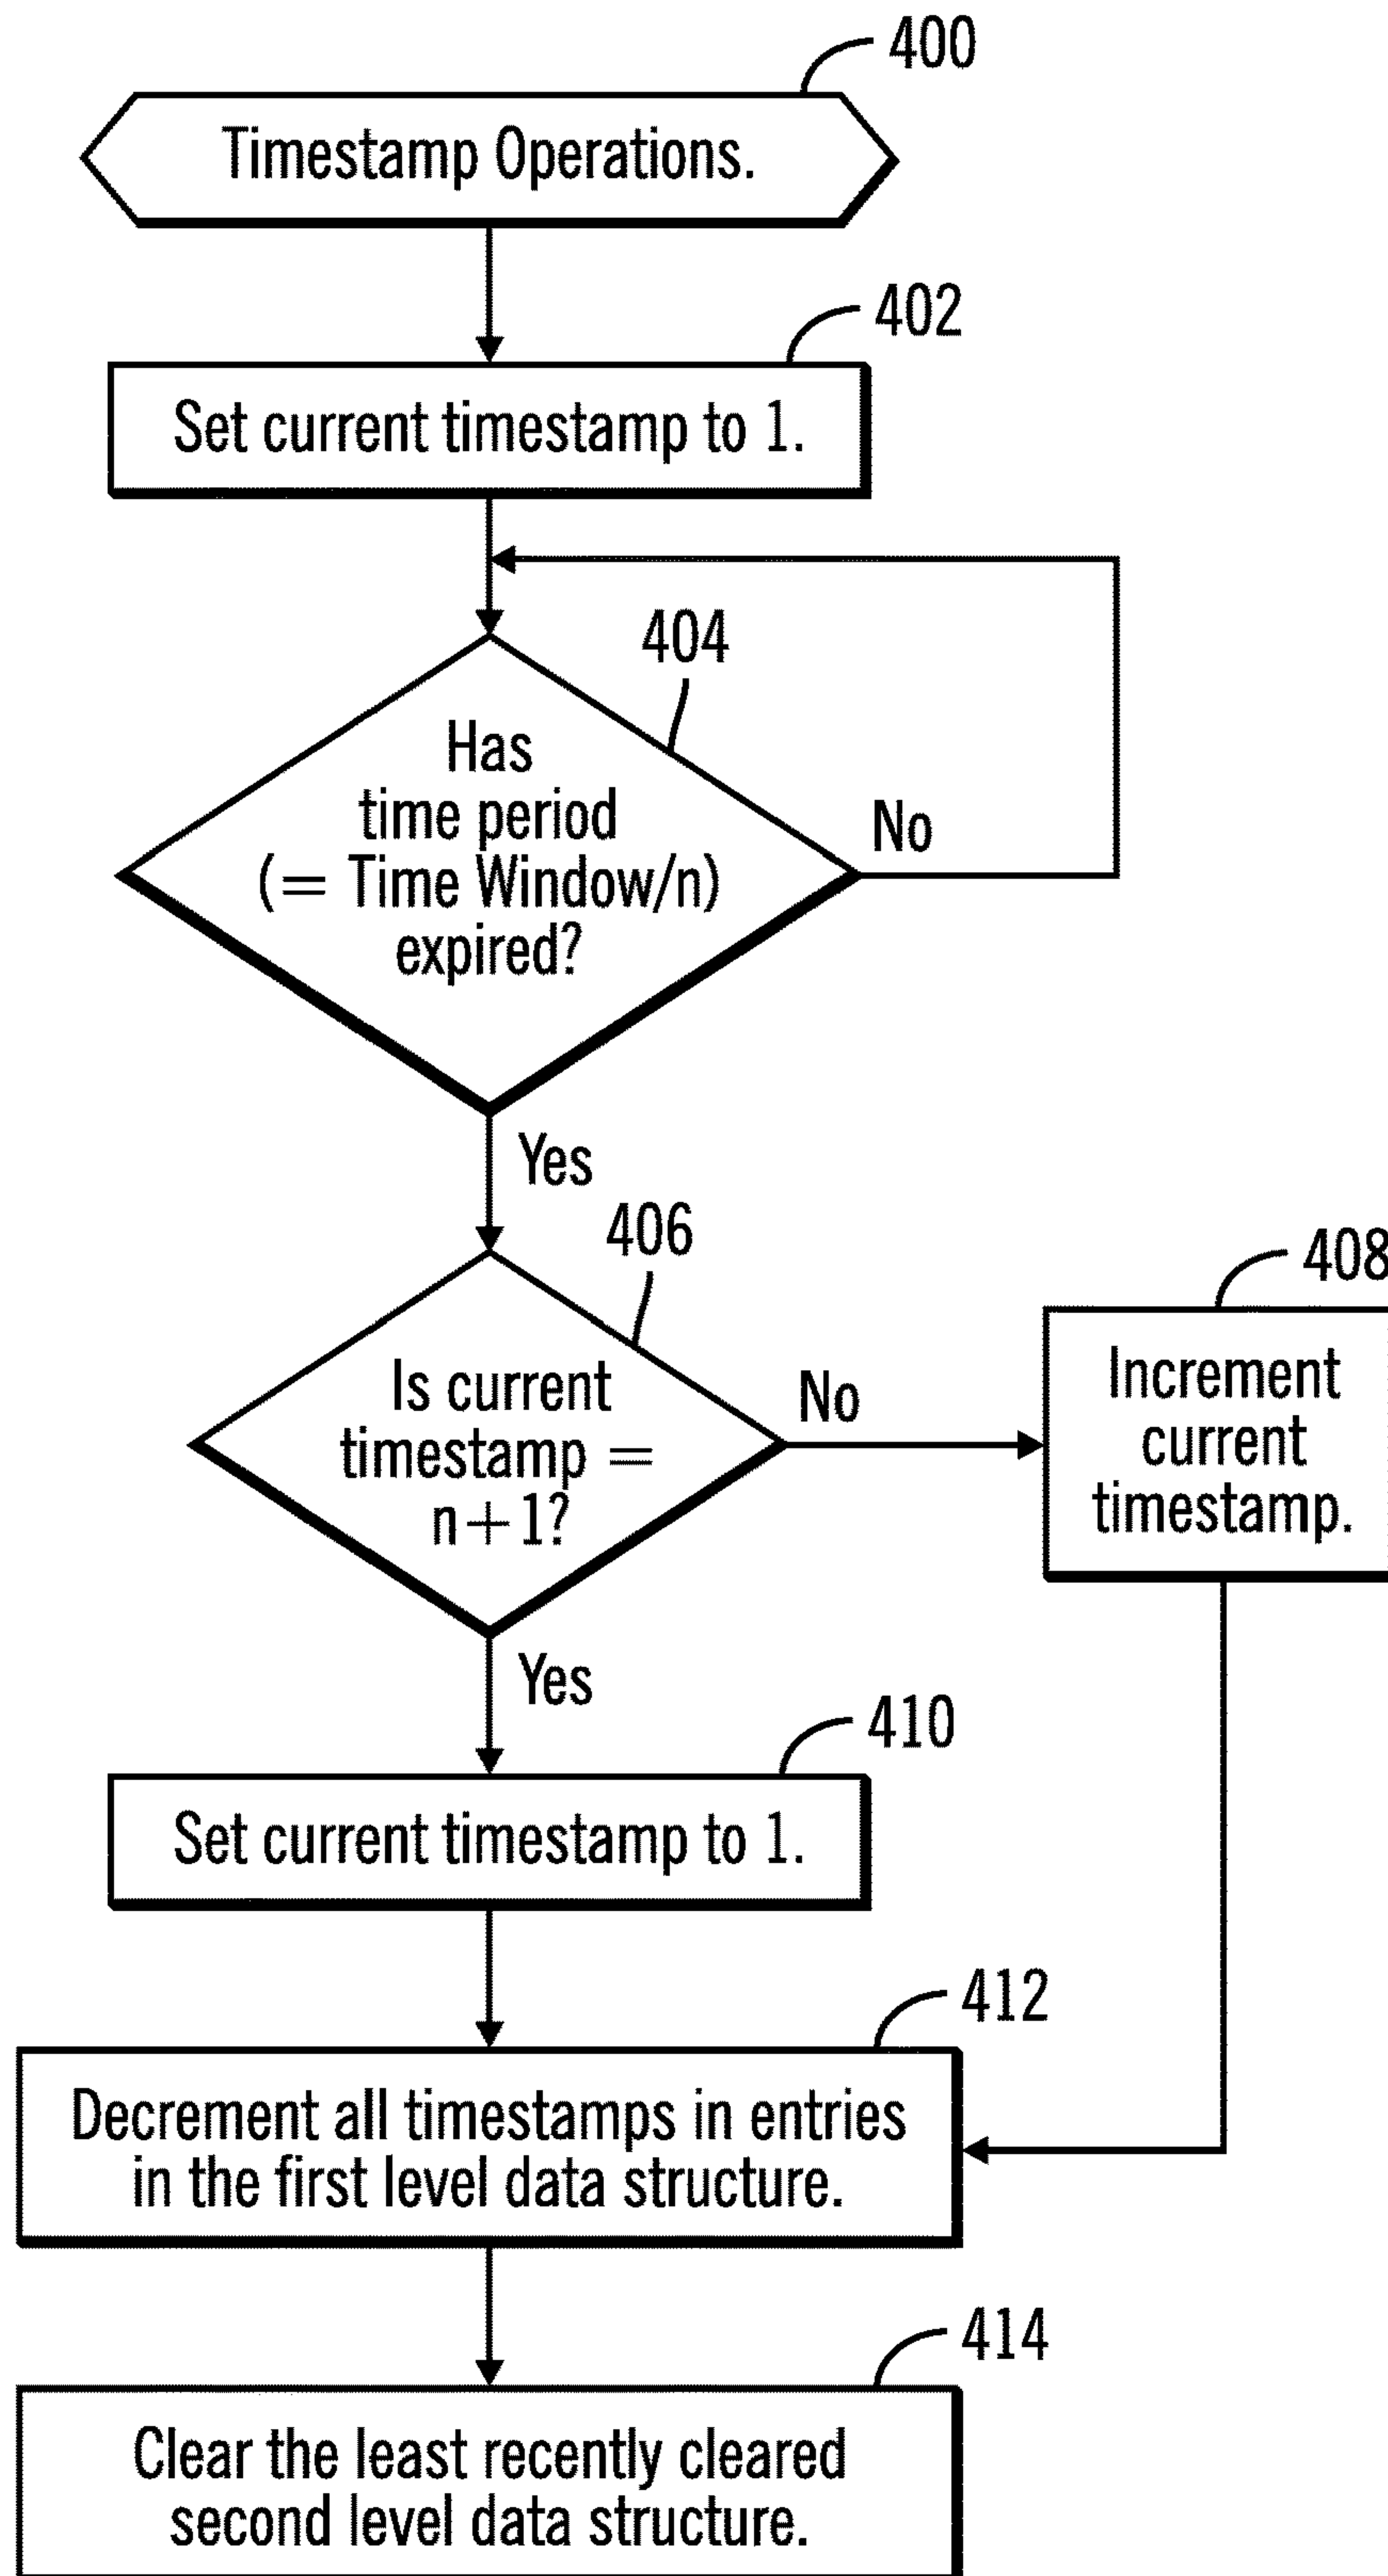 400
Timestamp Operations.
402
Set current timestamp to 1.
404
Has
time period
(= Time Window/n)
expired?
No
Yes
406
Is current
timestamp =
n+1?
No
408
Increment
current
timestamp.
Yes
410
Set current timestamp to 1.
412
Decrement all timestamps in entries
in the first level data structure.
414
Clear the least recently cleared
second level data structure.